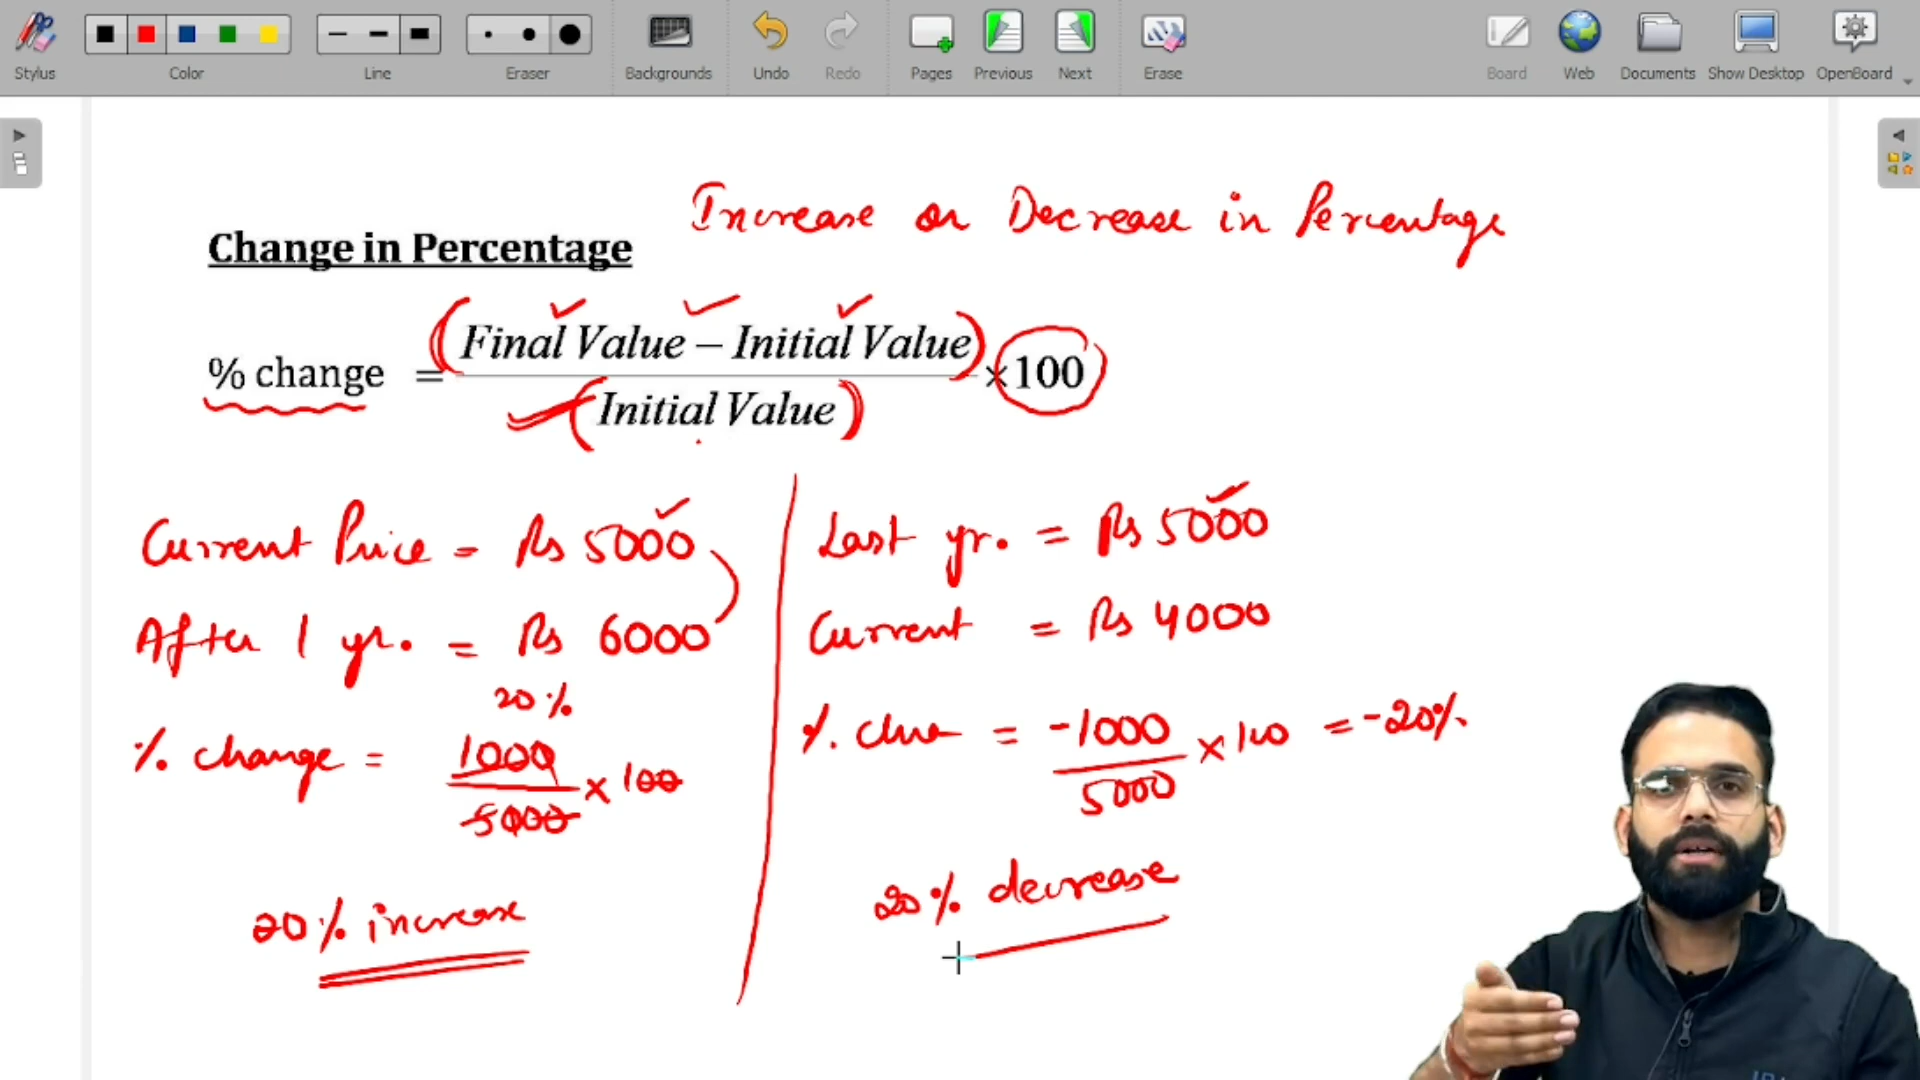 Stylus
Color
Line
Eraser
Backgrounds
Undo
Redo
Pages
Previous
Next
Erase
Board
Web
Documents
Show Desktop
OpenBoard
Increase or Decrease in Percentage
Change in Percentage
% change = (Final Value – Initial Value) × 100
(Initial Value)
Current Price = Rs 5000
After 1 yr. = Rs 6000
20%
% change = 1000 × 100
5000
20% increase
Last yr. = Rs 5000
Current = Rs 4000
= -1000 × 100 = -20%
5000
20% decrease